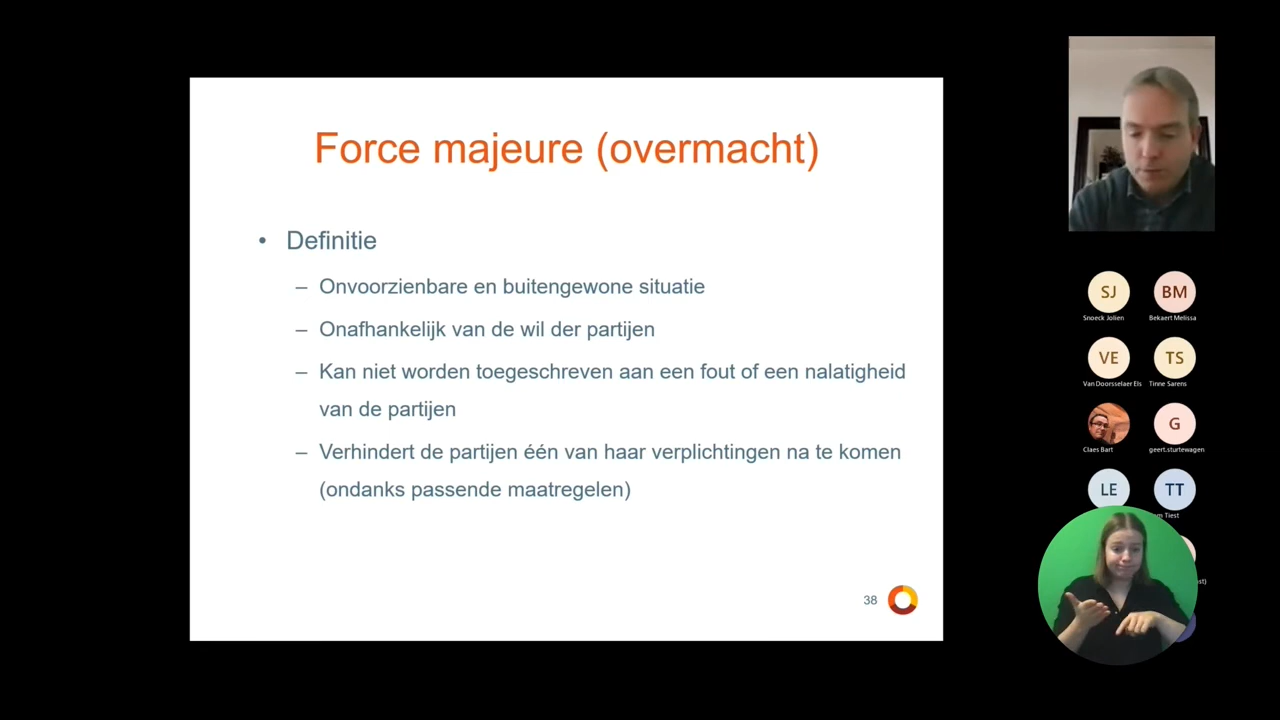 Force majeure (overmacht)
• Definitie
– Onvoorzienbare en buitengewone situatie
– Onafhankelijk van de wil der partijen
– Kan niet worden toegeschreven aan een fout of een nalatigheid
van de partijen
– Verhindert de partijen één van haar verplichtingen na te komen
(ondanks passende maatregelen)
38
SJ BM
Snoeck Jolien Bekaert Melissa
VE TS
Van Doorsselaer Els Tinne Sarens
G
Claes Bart geert.sturtewagen
LE TT
Tiest